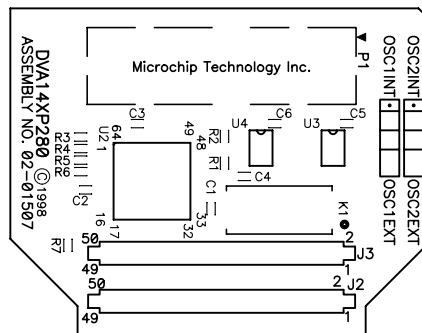 OSC1INT
OSC2INT
P1
Microchip Technology Inc.
DVA14XP280 ©1998
ASSEMBLY NO. 02-01507
C3
C6
C5
U2
64
49
U4
U3
R3
1
48
R2
R4
R5
R1
R6
C4
C2
C1
K1
16
33
17
32
OSC1EXT
OSC2EXT
R7
50
2
J3
49
1
50
2
J2
49
1